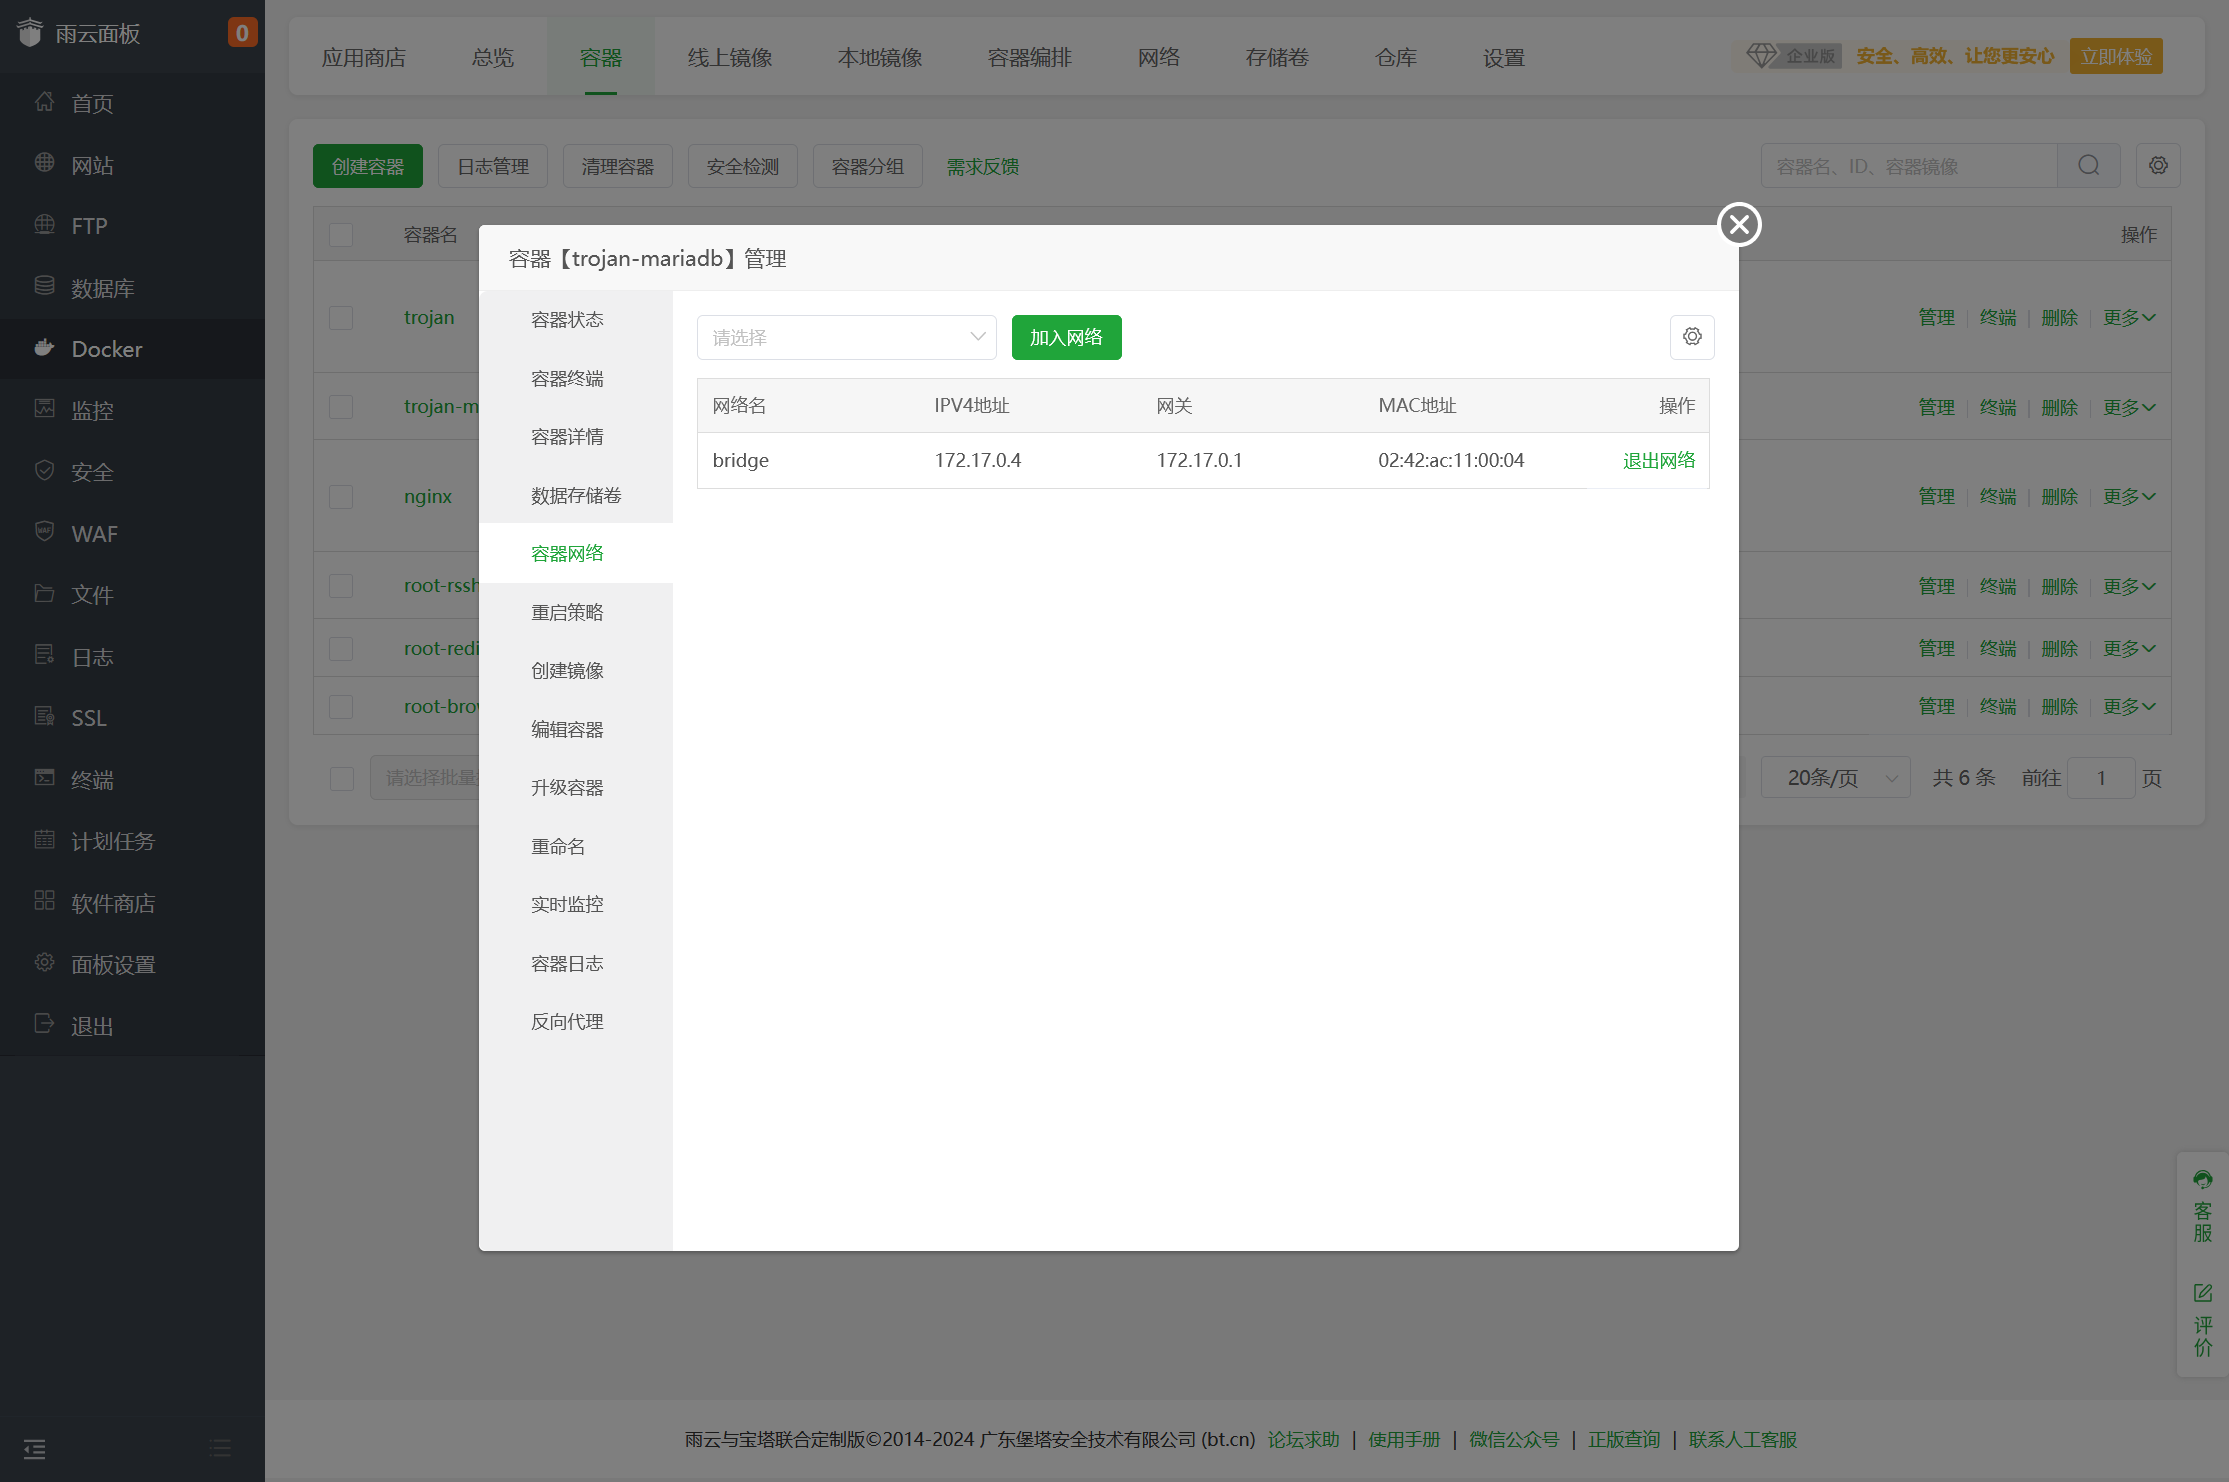 雨云面板 0
首页
网站
FTP
数据库
Docker
监控
安全
WAF
文件
日志
SSL
终端
计划任务
软件商店
面板设置
退出
应用商店 总览 容器 线上镜像 本地镜像 容器编排 网络 存储卷 仓库 设置 企业版 安全、高效、让您更安心 立即体验
创建容器 日志管理 清理容器 安全检测 容器分组 需求反馈 容器名、ID、容器镜像
容器名 操作
trojan 管理 终端 删除 更多
trojan-m 管理 终端 删除 更多
nginx 管理 终端 删除 更多
root-rssh 管理 终端 删除 更多
root-redi 管理 终端 删除 更多
root-bro 管理 终端 删除 更多
请选择批量 20条/页 共 6 条 前往 1 页
容器【trojan-mariadb】管理
容器状态
容器终端
容器详情
数据存储卷
容器网络
重启策略
创建镜像
编辑容器
升级容器
重命名
实时监控
容器日志
反向代理
请选择 加入网络
网络名 IPV4地址 网关 MAC地址 操作
bridge 172.17.0.4 172.17.0.1 02:42:ac:11:00:04 退出网络
客服
评价
雨云与宝塔联合定制版©2014-2024 广东堡塔安全技术有限公司 (bt.cn) 论坛求助 | 使用手册 | 微信公众号 | 正版查询 | 联系人工客服